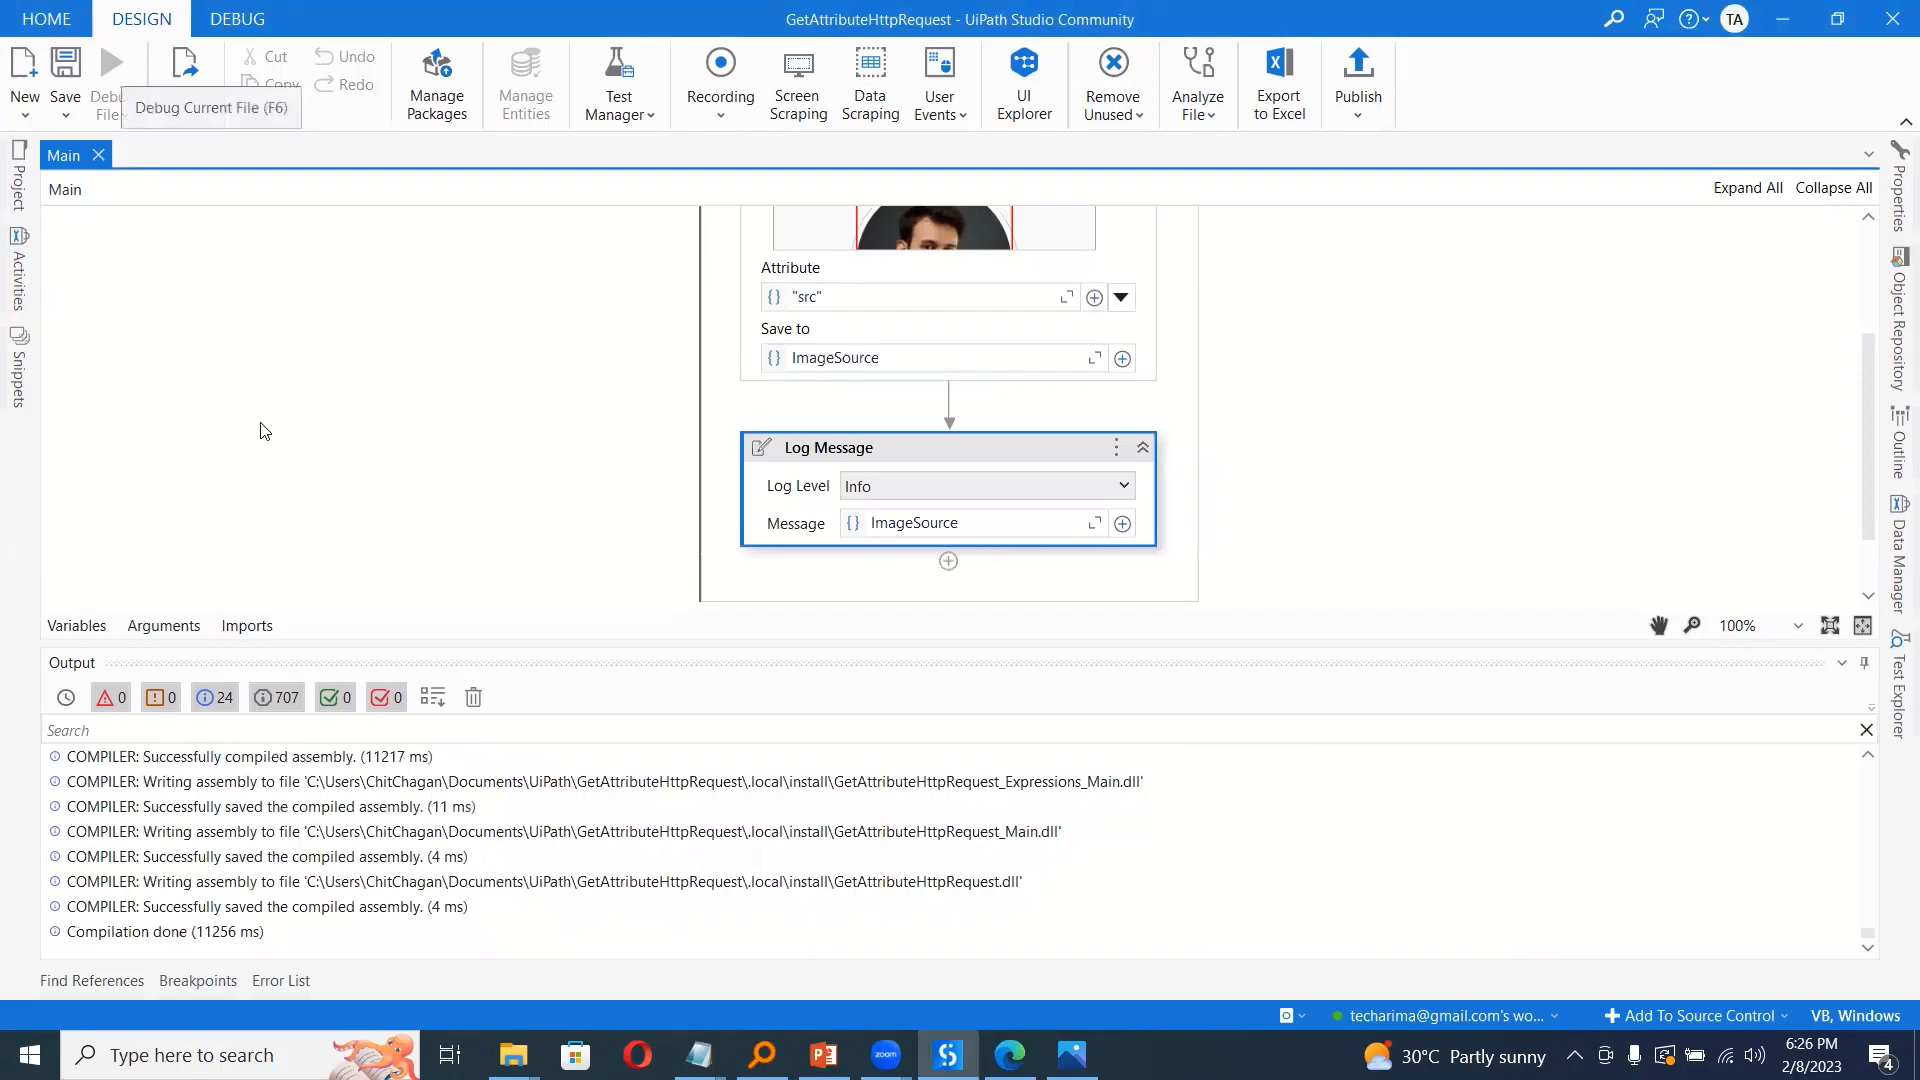 HOME DESIGN DEBUG GetAttributeHttpRequest - UiPath Studio Community TA
New Save Debug File Cut Copy Undo Redo Manage Packages Manage Entities Test Manager Recording Screen Scraping Data Scraping User Events UI Explorer Remove Unused Analyze File Export to Excel Publish
Debug Current File (F6)
Main
Main Expand All Collapse All
Project
Activities
Snippets
Attribute
"src"
Save to
ImageSource
Log Message
Log Level Info
Message ImageSource
Properties
Object Repository
Outline
Data Manager
Test Explorer
Variables Arguments Imports 100%
Output
0 0 24 707 0 0
Search
COMPILER: Successfully compiled assembly. (11217 ms)
COMPILER: Writing assembly to file 'C:\Users\ChitChagan\Documents\UiPath\GetAttributeHttpRequest\.local\install\GetAttributeHttpRequest_Expressions_Main.dll'
COMPILER: Successfully saved the compiled assembly. (11 ms)
COMPILER: Writing assembly to file 'C:\Users\ChitChagan\Documents\UiPath\GetAttributeHttpRequest\.local\install\GetAttributeHttpRequest_Main.dll'
COMPILER: Successfully saved the compiled assembly. (4 ms)
COMPILER: Writing assembly to file 'C:\Users\ChitChagan\Documents\UiPath\GetAttributeHttpRequest\.local\install\GetAttributeHttpRequest.dll'
COMPILER: Successfully saved the compiled assembly. (4 ms)
Compilation done (11256 ms)
Find References Breakpoints Error List
techarima@gmail.com's wo... Add To Source Control VB, Windows
Type here to search zoom 30°C Partly sunny 6:26 PM
2/8/2023 4